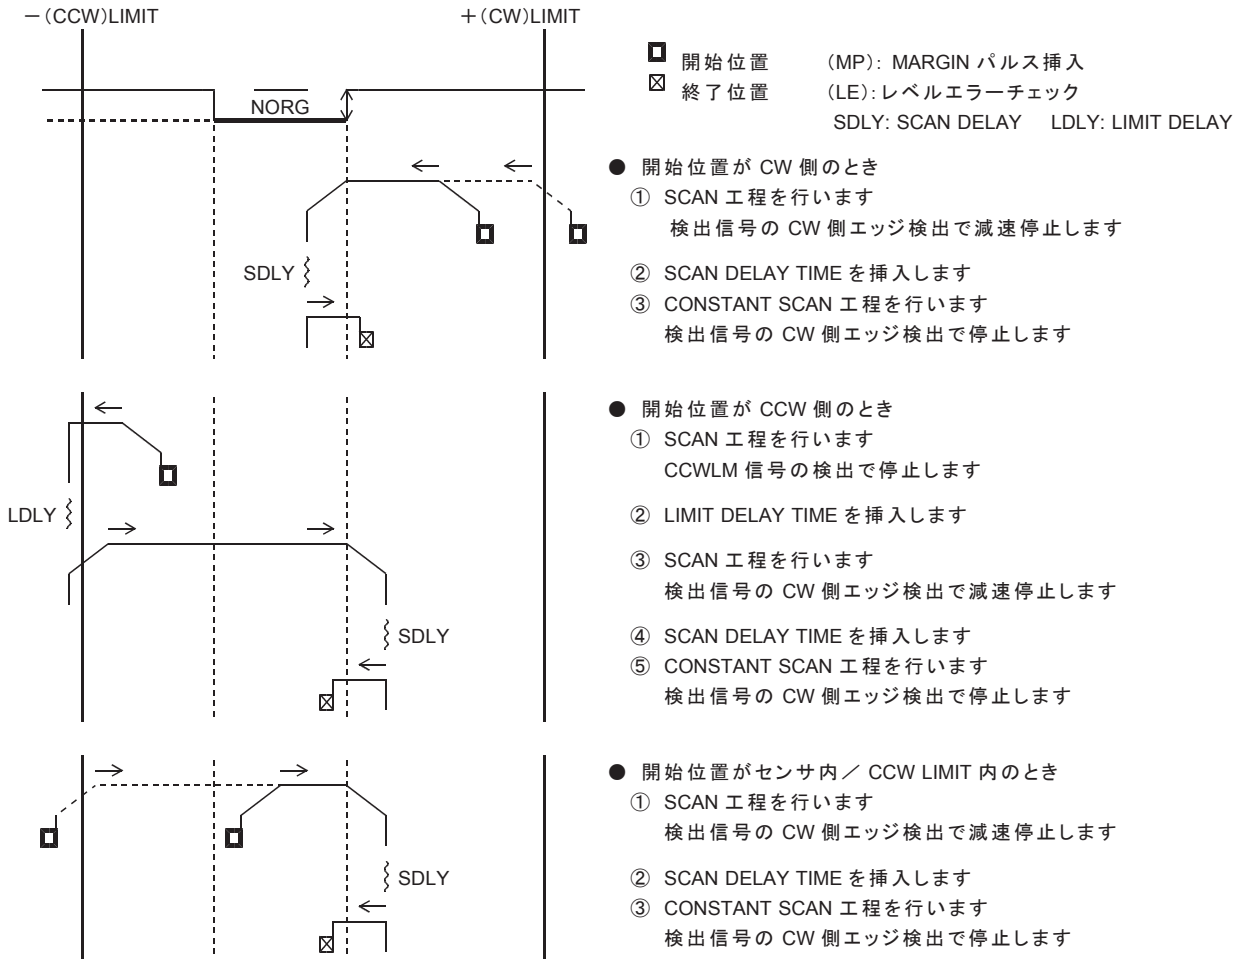 －(CCW)LIMIT
＋(CW)LIMIT
NORG
SDLY
開始位置 (MP): MARGIN パルス挿入
終了位置 (LE):レベルエラーチェック
SDLY: SCAN DELAY LDLY: LIMIT DELAY
● 開始位置が CW 側のとき
① SCAN 工程を行います
検出信号の CW 側エッジ検出で減速停止します
② SCAN DELAY TIME を挿入します
③ CONSTANT SCAN 工程を行います
検出信号の CW 側エッジ検出で停止します
LDLY
SDLY
● 開始位置が CCW 側のとき
① SCAN 工程を行います
CCWLM 信号の検出で停止します
② LIMIT DELAY TIME を挿入します
③ SCAN 工程を行います
検出信号の CW 側エッジ検出で減速停止します
④ SCAN DELAY TIME を挿入します
⑤ CONSTANT SCAN 工程を行います
検出信号の CW 側エッジ検出で停止します
SDLY
● 開始位置がセンサ内／ CCW LIMIT 内のとき
① SCAN 工程を行います
検出信号の CW 側エッジ検出で減速停止します
② SCAN DELAY TIME を挿入します
③ CONSTANT SCAN 工程を行います
検出信号の CW 側エッジ検出で停止します